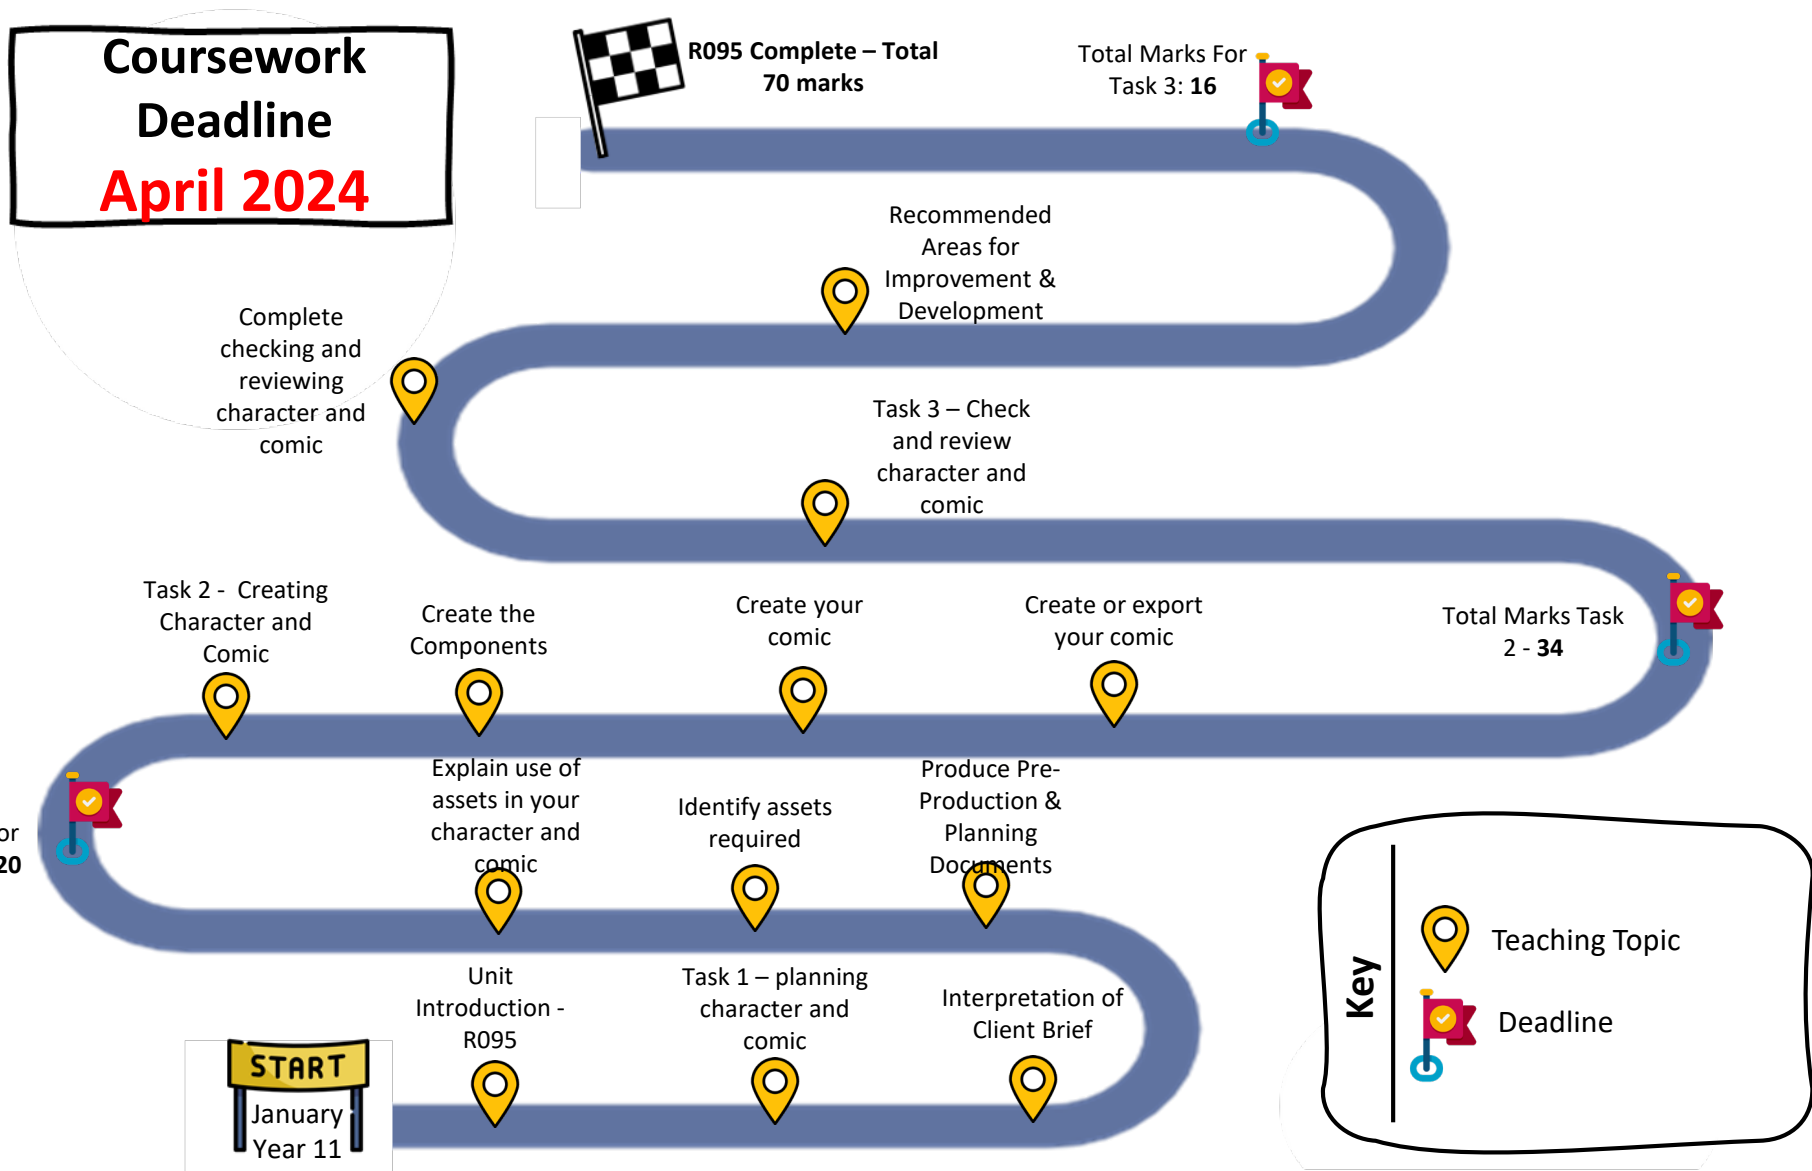 Coursework
Deadline
April 2024
R095 Complete – Total
70 marks
Total Marks For
Task 3: 16
Recommended
Areas for
Improvement &
Development
Complete
checking and
reviewing
character and
comic
Task 3 – Check
and review
character and
comic
Task 2 -  Creating
Character and
Comic
Create the
Components
Create your
comic
Create or export
your comic
Total Marks Task
2 - 34
or
20
Explain use of
assets in your
character and
comic
Identify assets
required
Produce Pre-
Production &
Planning
Documents
Unit
Introduction -
R095
Task 1 – planning
character and
comic
Interpretation of
Client Brief
START
January
Year 11
Key
Teaching Topic
Deadline